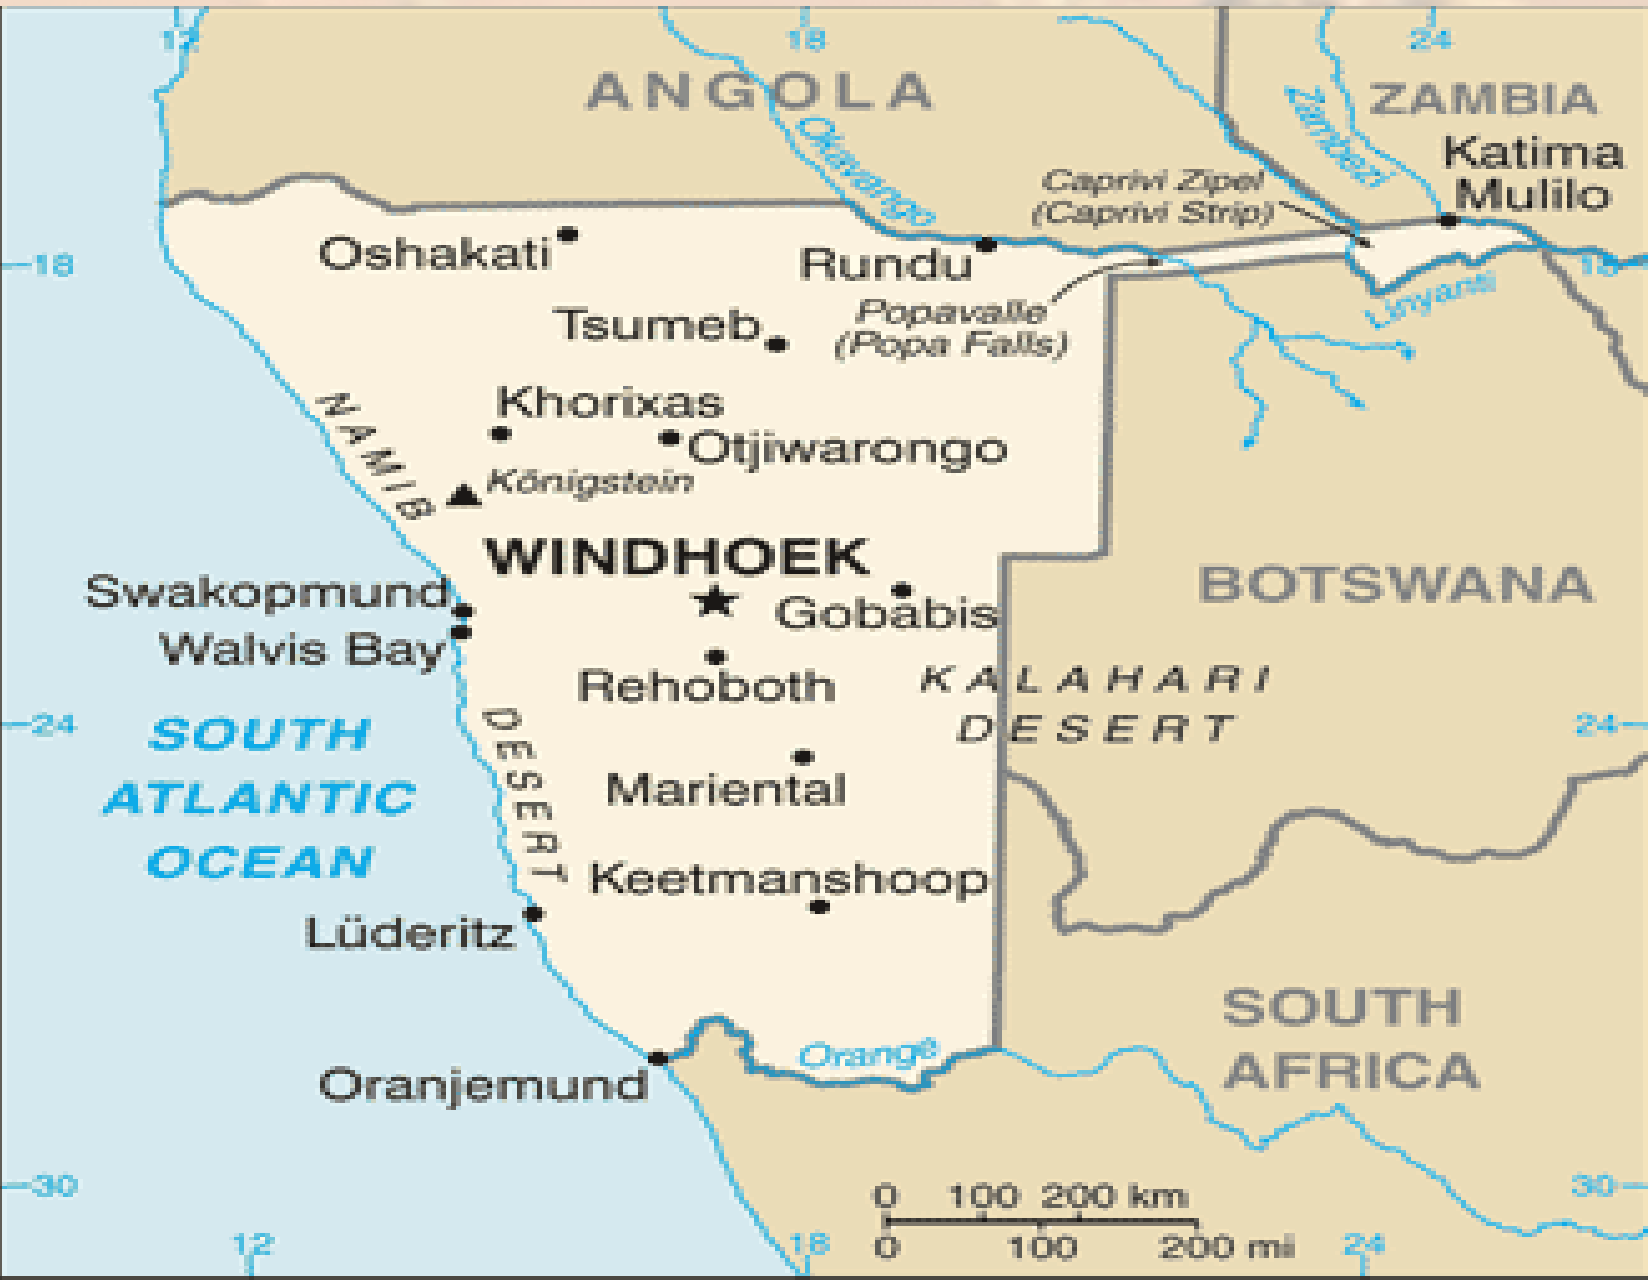 12
18
24
ANGOLA
ZAMBIA
Okavango
Zambezi
Katima
Mulilo
Caprivi Zipel
(Caprivi Strip)
Oshakati
Rundu
18
18
Linyanti
Popavalle
(Popa Falls)
Tsumeb
Khorixas
Otjiwarongo
NAMIB
Königstein
WINDHOEK
BOTSWANA
Swakopmund
Gobabis
Walvis Bay
Rehoboth
KALAHARI
DESERT
24
SOUTH
ATLANTIC
OCEAN
24
DESERT
Mariental
Keetmanshoop
Lüderitz
SOUTH
AFRICA
Orange
Oranjemund
30
30
0 100 200 km
0 100 200 mi
12
18
24